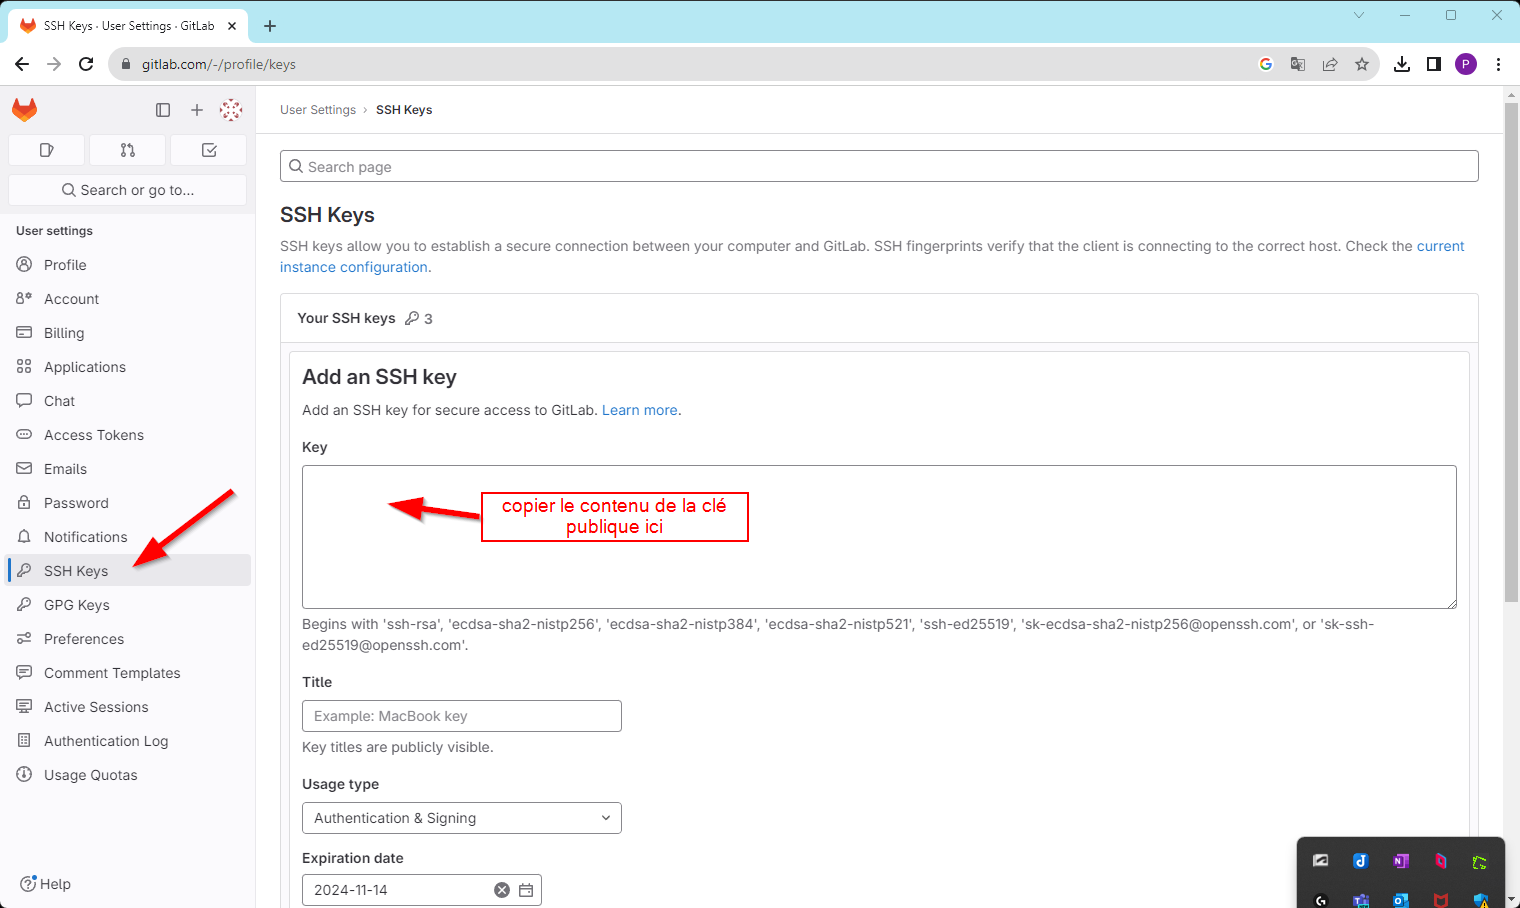 SSH Keys · User Settings · GitLab
gitlab.com/-/profile/keys
P
User Settings › SSH Keys
Search page
Search or go to...
User settings
Profile
Account
Billing
Applications
Chat
Access Tokens
Emails
Password
Notifications
SSH Keys
GPG Keys
Preferences
Comment Templates
Active Sessions
Authentication Log
Usage Quotas
Help
SSH Keys
SSH keys allow you to establish a secure connection between your computer and GitLab. SSH fingerprints verify that the client is connecting to the correct host. Check the current
instance configuration.
Your SSH keys 3
Add an SSH key
Add an SSH key for secure access to GitLab. Learn more.
Key
copier le contenu de la clé
publique ici
Begins with 'ssh-rsa', 'ecdsa-sha2-nistp256', 'ecdsa-sha2-nistp384', 'ecdsa-sha2-nistp521', 'ssh-ed25519', 'sk-ecdsa-sha2-nistp256@openssh.com', or 'sk-ssh-
ed25519@openssh.com'.
Title
Example: MacBook key
Key titles are publicly visible.
Usage type
Authentication & Signing
Expiration date
2024-11-14